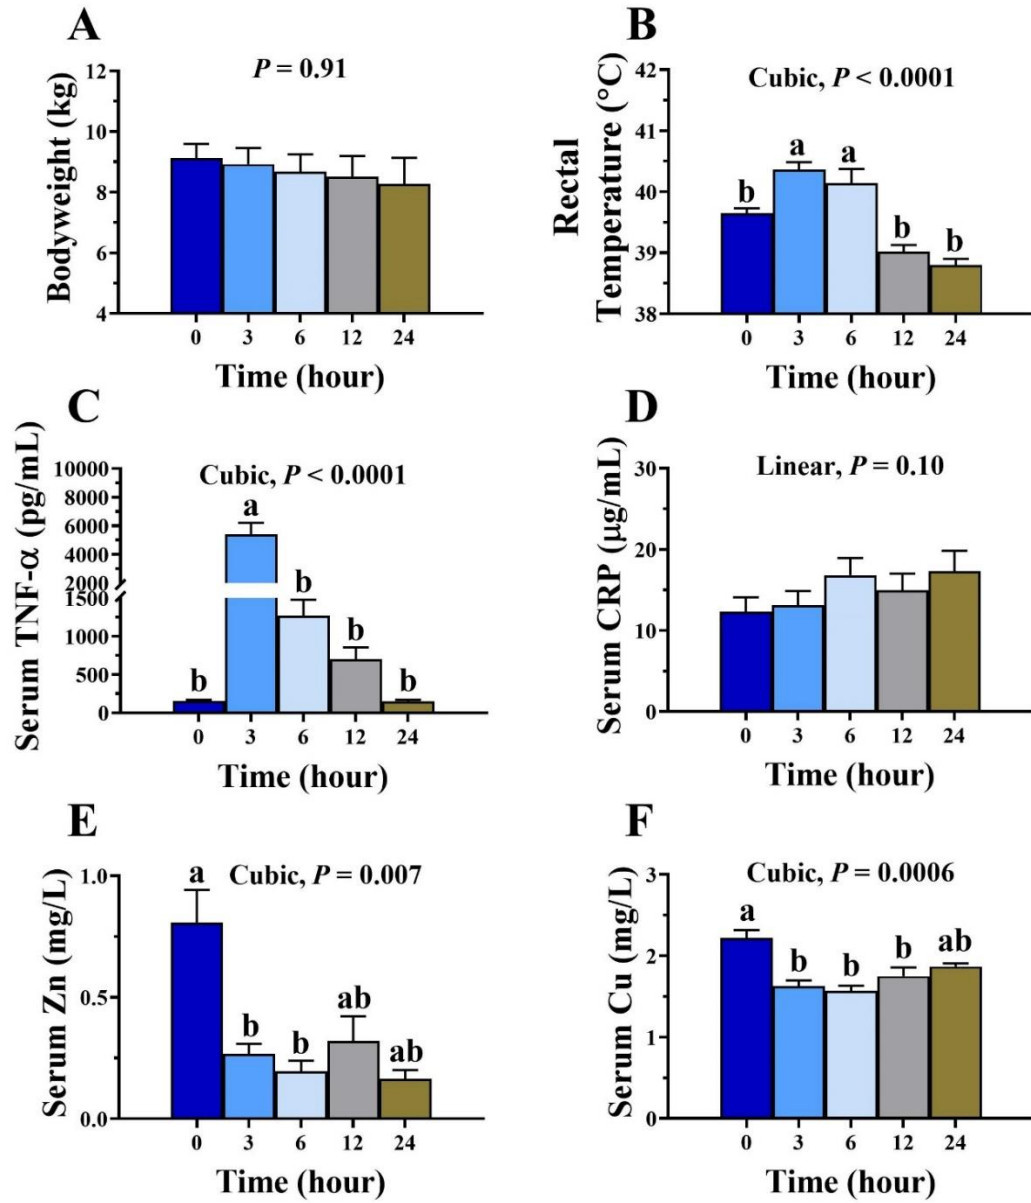 A
P = 0.91
Bodyweight (kg)
12
10
8
6
4
0 3 6 12 24
Time (hour)
B
Cubic, P < 0.0001
Rectal
Temperature (°C)
42
41
40
39
38
b a a b b
0 3 6 12 24
Time (hour)
C
Cubic, P < 0.0001
Serum TNF-α (pg/mL)
10000
8000
6000
4000
2000
1500
1000
500
0
b a b b b
0 3 6 12 24
Time (hour)
D
Linear, P = 0.10
Serum CRP (μg/mL)
30
20
10
0
0 3 6 12 24
Time (hour)
E
Cubic, P = 0.007
Serum Zn (mg/L)
1.0
0.5
0.0
a b b ab ab
0 3 6 12 24
Time (hour)
F
Cubic, P = 0.0006
Serum Cu (mg/L)
3
2
1
0
a b b b ab
0 3 6 12 24
Time (hour)